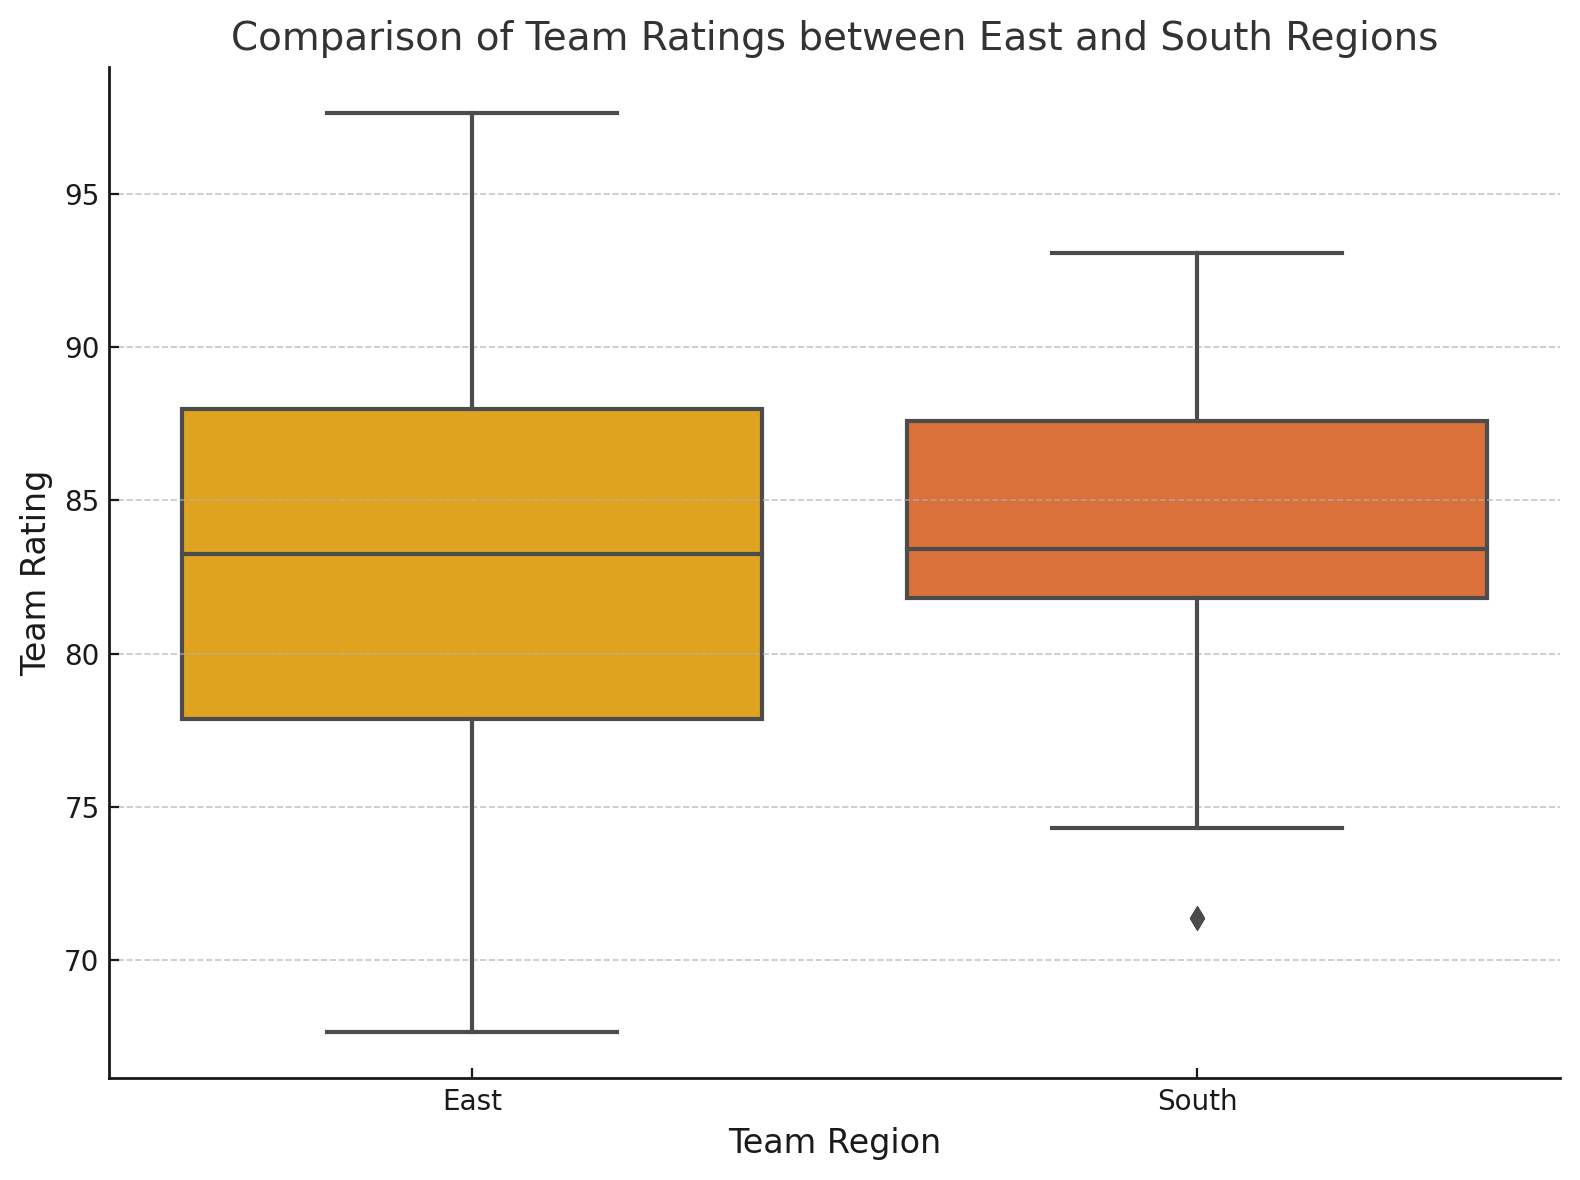 Comparison of Team Ratings between East and South Regions
Team Rating
95
90
85
80
75
70
East
South
Team Region